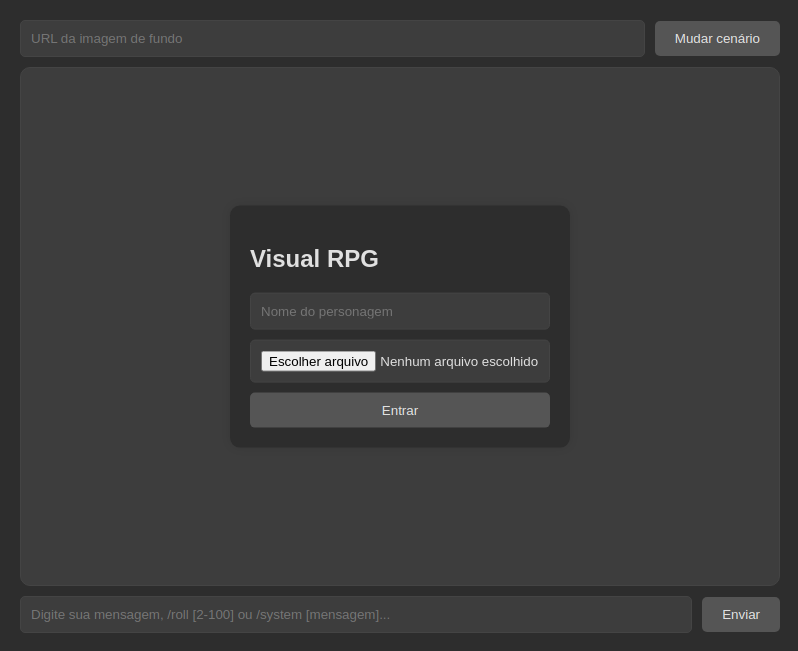 URL da imagem de fundo
Mudar cenário
Visual RPG
Nome do personagem
Escolher arquivo Nenhum arquivo escolhido
Entrar
Digite sua mensagem, /roll [2-100] ou /system [mensagem]...
Enviar